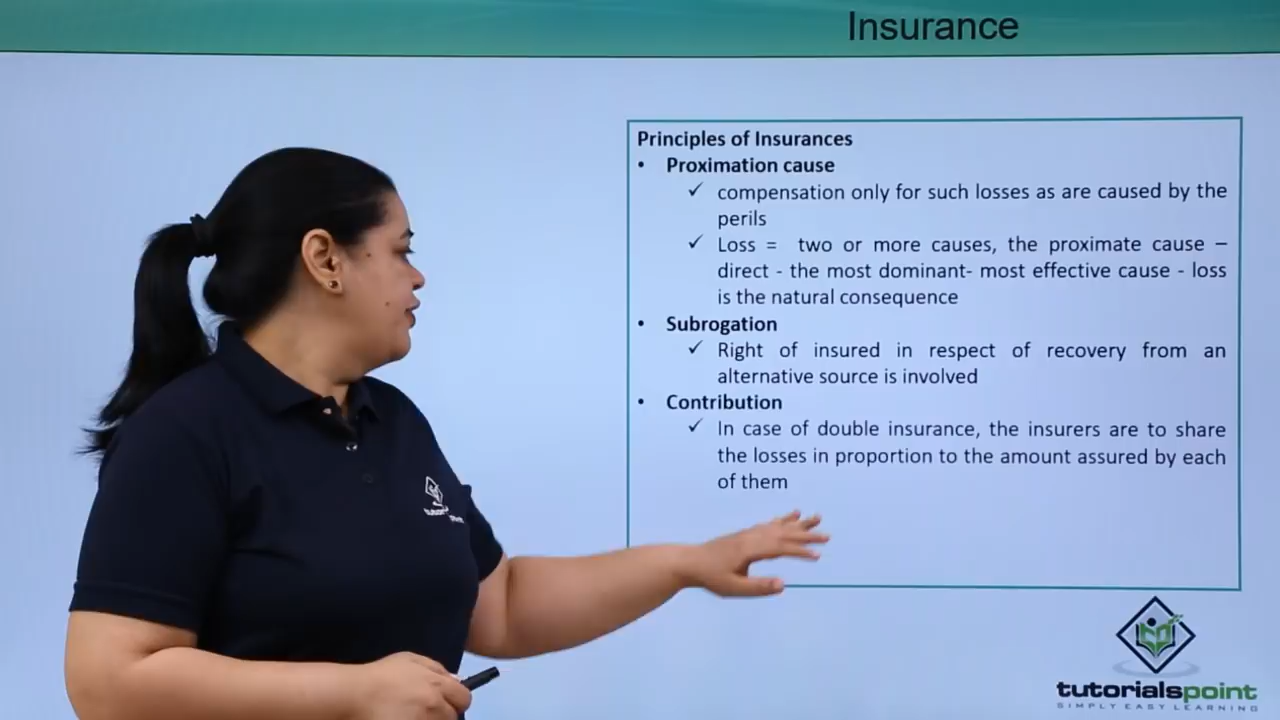 Insurance
Principles of Insurances
• Proximation cause
✓ compensation only for such losses as are caused by the
perils
✓ Loss = two or more causes, the proximate cause –
direct - the most dominant- most effective cause - loss
is the natural consequence
• Subrogation
✓ Right of insured in respect of recovery from an
alternative source is involved
• Contribution
✓ In case of double insurance, the insurers are to share
the losses in proportion to the amount assured by each
of them
tutorialspoint
SIMPLY EASY LEARNING